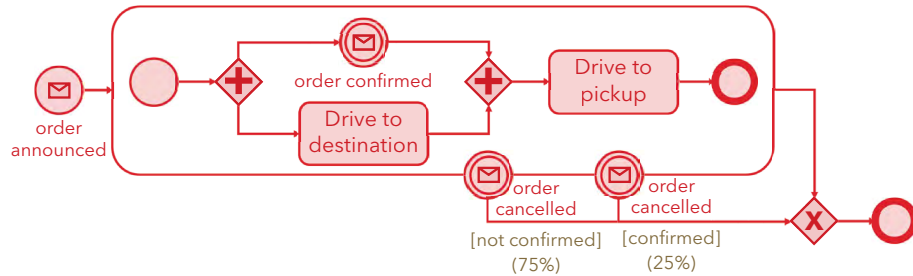 order
announced
order confirmed
Drive to
destination
Drive to
pickup
order
cancelled
order
cancelled
[not confirmed]
(75%)
[confirmed]
(25%)
X